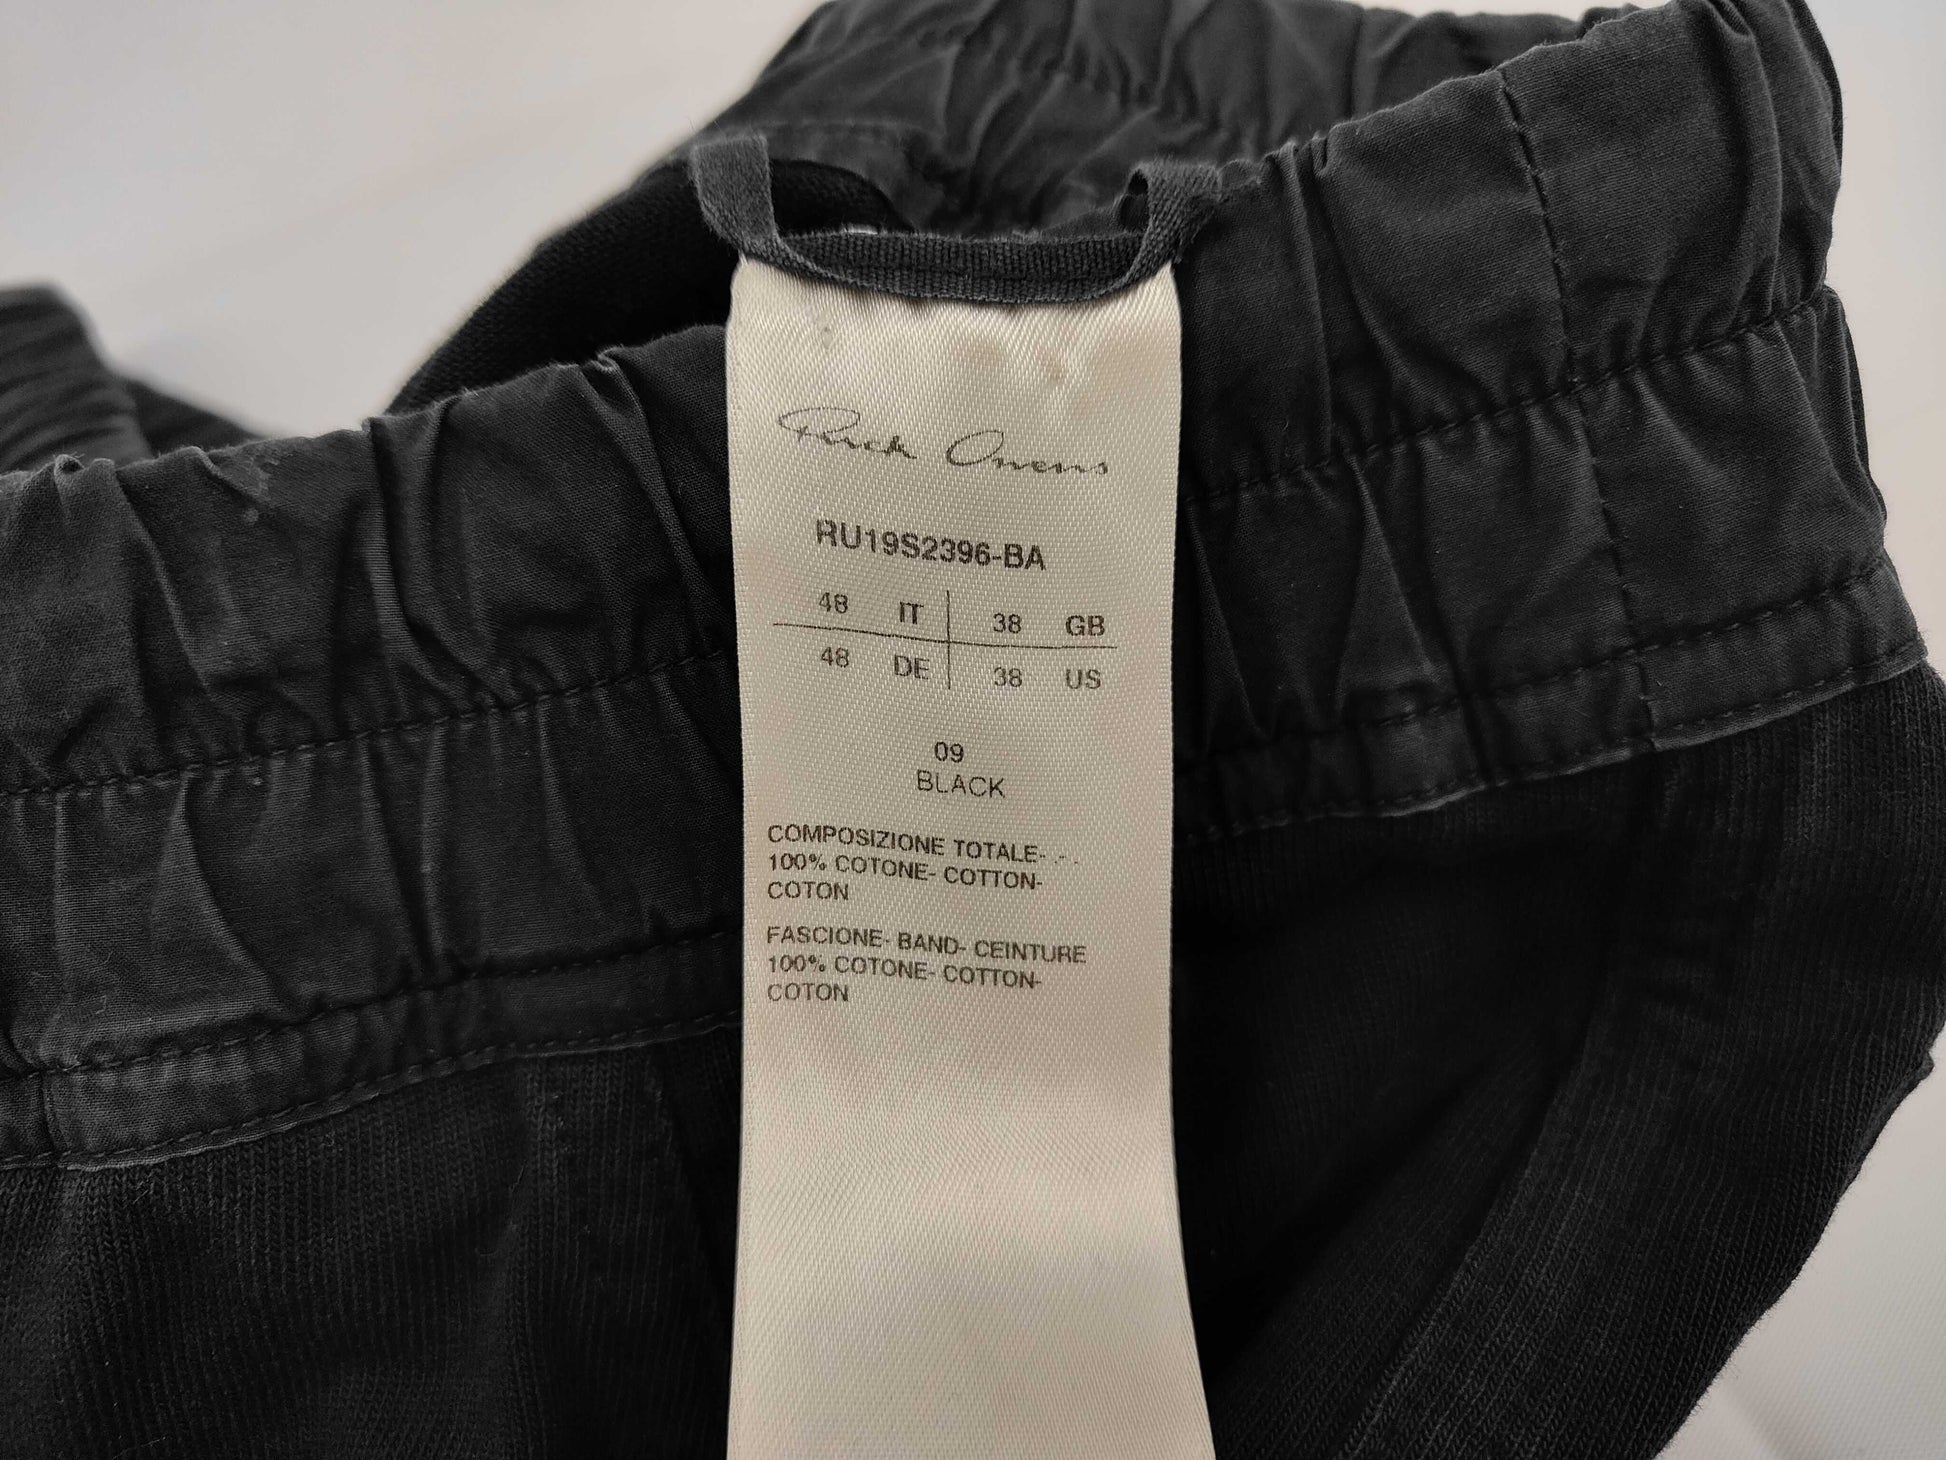 Rick Owens
RU19S2396-BA
48 IT 38 GB
48 DE 38 US
09
BLACK
COMPOSIZIONE TOTALE- . - .
100% COTONE- COTTON-
COTON
FASCIONE- BAND- CEINTURE
100% COTONE- COTTON-
COTON